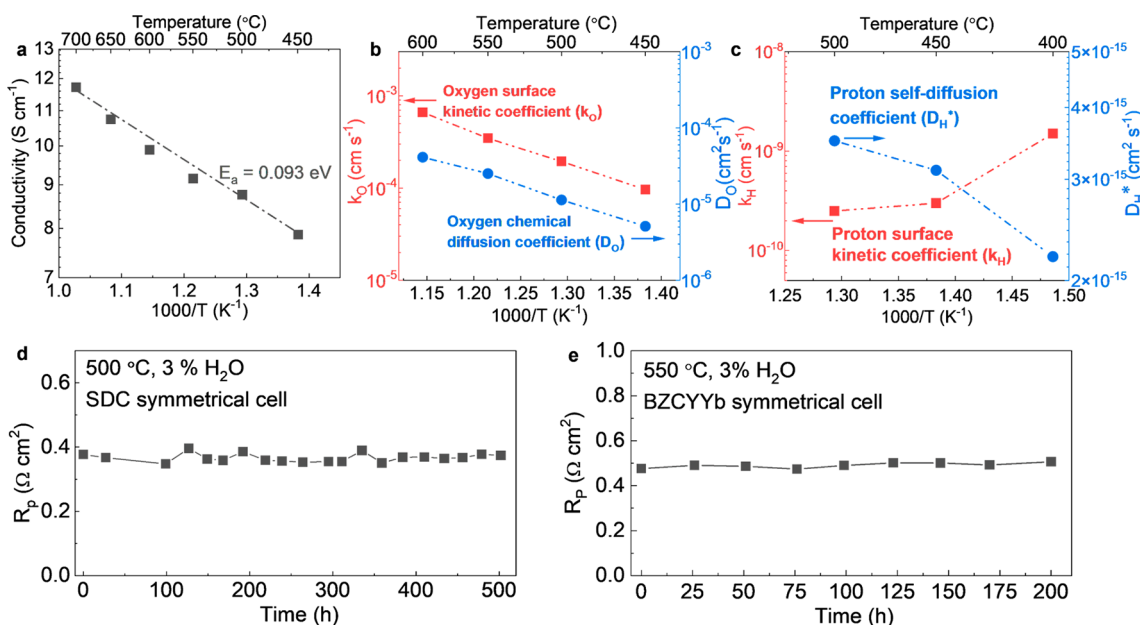 Temperature (°C)
700 650 600 550 500 450
a
13
12
11
10
9
8
7
Conductivity (S cm⁻¹)
Eₐ = 0.093 eV
1.0 1.1 1.2 1.3 1.4
1000/T (K⁻¹)
Temperature (°C)
600 550 500 450
b
10⁻³
10⁻⁴
10⁻⁵
k_O (cm s⁻¹)
Oxygen surface
kinetic coefficient (k_O)
Oxygen chemical
diffusion coefficient (D_O)
10⁻³
10⁻⁴
10⁻⁵
10⁻⁶
D_O(cm²s⁻¹)
1.15 1.20 1.25 1.30 1.35 1.40
1000/T (K⁻¹)
Temperature (°C)
500 450 400
c
10⁻⁸
10⁻⁹
10⁻¹⁰
k_H (cm s⁻¹)
Proton self-diffusion
coefficient (D_H*)
Proton surface
kinetic coefficient (k_H)
5×10⁻¹⁵
4×10⁻¹⁵
3×10⁻¹⁵
2×10⁻¹⁵
D_H* (cm² s⁻¹)
1.25 1.30 1.35 1.40 1.45 1.50
1000/T (K⁻¹)
d
500 °C, 3 % H₂O
SDC symmetrical cell
0.6
0.4
0.2
0.0
R_p (Ω cm²)
0 100 200 300 400 500
Time (h)
e
550 °C, 3% H₂O
BZCYYb symmetrical cell
1.0
0.8
0.6
0.4
0.2
0.0
R_P (Ω cm²)
0 25 50 75 100 125 150 175 200
Time (h)